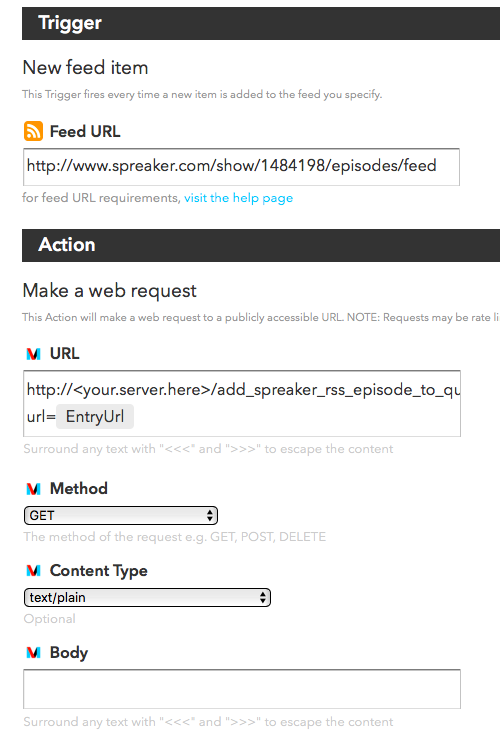 Trigger
New feed item
This Trigger fires every time a new item is added to the feed you specify.
Feed URL
http://www.spreaker.com/show/1484198/episodes/feed
for feed URL requirements, visit the help page
Action
Make a web request
This Action will make a web request to a publicly accessible URL. NOTE: Requests may be rate li
URL
http://<your.server.here>/add_spreaker_rss_episode_to_qu
url= EntryUrl
Surround any text with "<<<" and ">>>" to escape the content
Method
GET
The method of the request e.g. GET, POST, DELETE
Content Type
text/plain
Optional
Body
Surround any text with "<<<" and ">>>" to escape the content